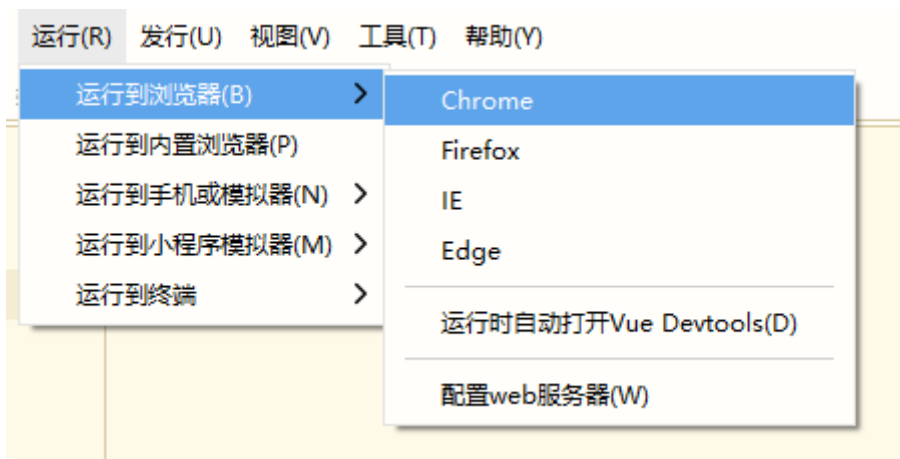 运行(R) 发行(U) 视图(V) 工具(T) 帮助(Y)
运行到浏览器(B)
运行到内置浏览器(P)
运行到手机或模拟器(N)
运行到小程序模拟器(M)
运行到终端
Chrome
Firefox
IE
Edge
运行时自动打开Vue Devtools(D)
配置web服务器(W)